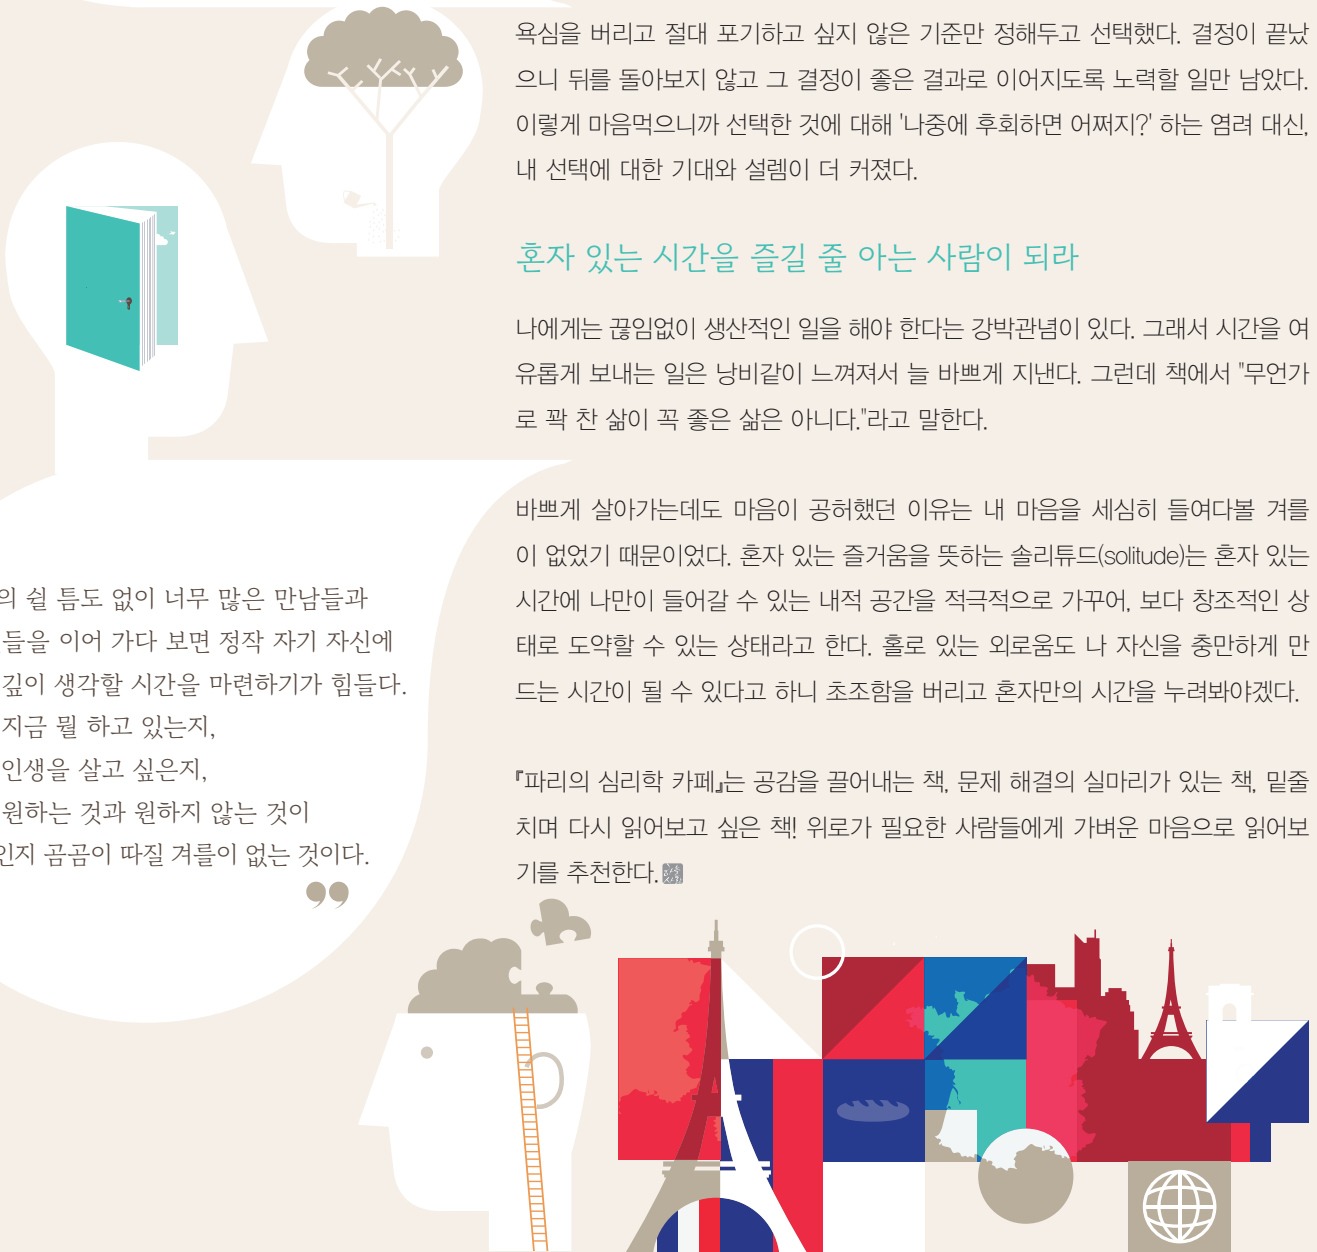 욕심을 버리고 절대 포기하고 싶지 않은 기준만 정해두고 선택했다. 결정이 끝났
으니 뒤를 돌아보지 않고 그 결정이 좋은 결과로 이어지도록 노력할 일만 남았다.
이렇게 마음먹으니까 선택한 것에 대해 '나중에 후회하면 어쩌지?' 하는 염려 대신,
내 선택에 대한 기대와 설렘이 더 커졌다.
혼자 있는 시간을 즐길 줄 아는 사람이 되라
나에게는 끊임없이 생산적인 일을 해야 한다는 강박관념이 있다. 그래서 시간을 여
유롭게 보내는 일은 낭비같이 느껴져서 늘 바쁘게 지낸다. 그런데 책에서 "무언가
로 꽉 찬 삶이 꼭 좋은 삶은 아니다."라고 말한다.
바쁘게 살아가는데도 마음이 공허했던 이유는 내 마음을 세심히 들여다볼 겨를
이 없었기 때문이었다. 혼자 있는 즐거움을 뜻하는 솔리튜드(solitude)는 혼자 있는
시간에 나만이 들어갈 수 있는 내적 공간을 적극적으로 가꾸어, 보다 창조적인 상
태로 도약할 수 있는 상태라고 한다. 홀로 있는 외로움도 나 자신을 충만하게 만
드는 시간이 될 수 있다고 하니 초조함을 버리고 혼자만의 시간을 누려봐야겠다.
『파리의 심리학 카페』는 공감을 끌어내는 책, 문제 해결의 실마리가 있는 책, 밑줄
치며 다시 읽어보고 싶은 책! 위로가 필요한 사람들에게 가벼운 마음으로 읽어보
기를 추천한다.
의 쉴 틈도 없이 너무 많은 만남들과
들을 이어 가다 보면 정작 자기 자신에
깊이 생각할 시간을 마련하기가 힘들다.
지금 뭘 하고 있는지,
인생을 살고 싶은지,
원하는 것과 원하지 않는 것이
인지 곰곰이 따질 겨를이 없는 것이다.
”